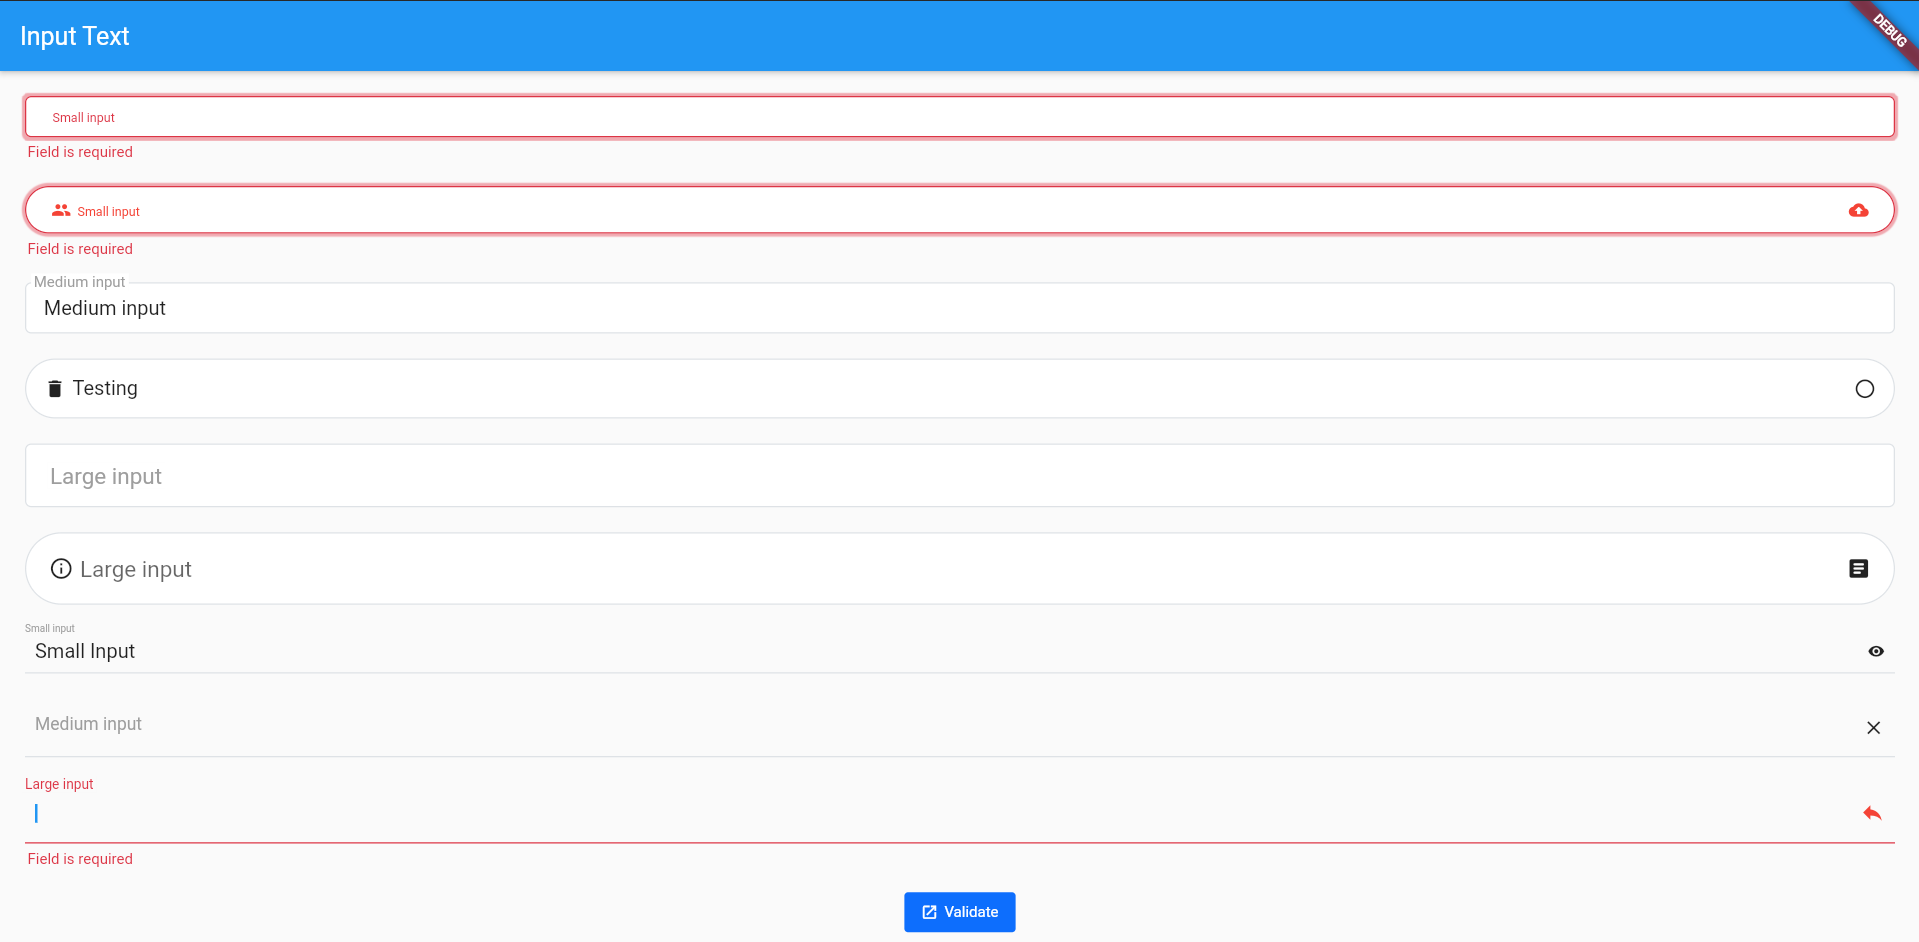 Input Text
DEBUG
Small input
Field is required
Small input
Field is required
Medium input
Medium input
Testing
Large input
Large input
Small input
Small Input
Medium input
Large input
Field is required
Validate